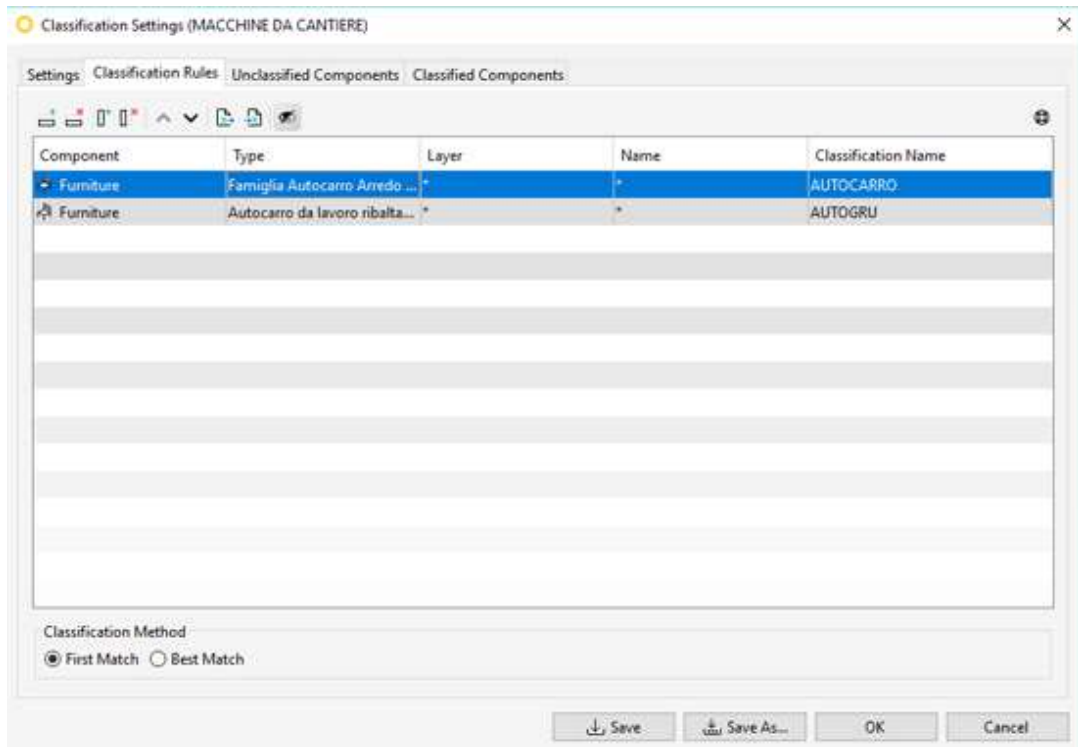 Classification Settings (MACCHINE DA CANTIERE)
Settings Classification Rules Unclassified Components Classified Components
Component Type Layer Name Classification Name
Furniture Famiglia Autocarro Arredo ... * * AUTOCARRO
Furniture Autocarro da lavoro ribalta... * * AUTOGRU
Classification Method
First Match Best Match
Save Save As... OK Cancel